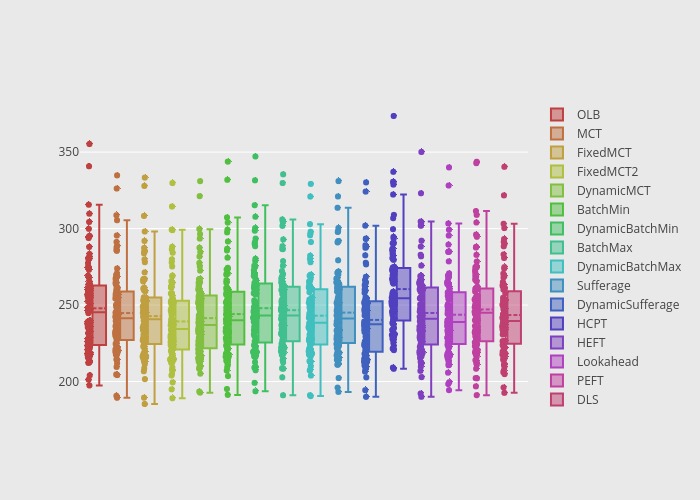 350
300
250
200
OLB
MCT
FixedMCT
FixedMCT2
DynamicMCT
BatchMin
DynamicBatchMin
BatchMax
DynamicBatchMax
Sufferage
DynamicSufferage
HCPT
HEFT
Lookahead
PEFT
DLS